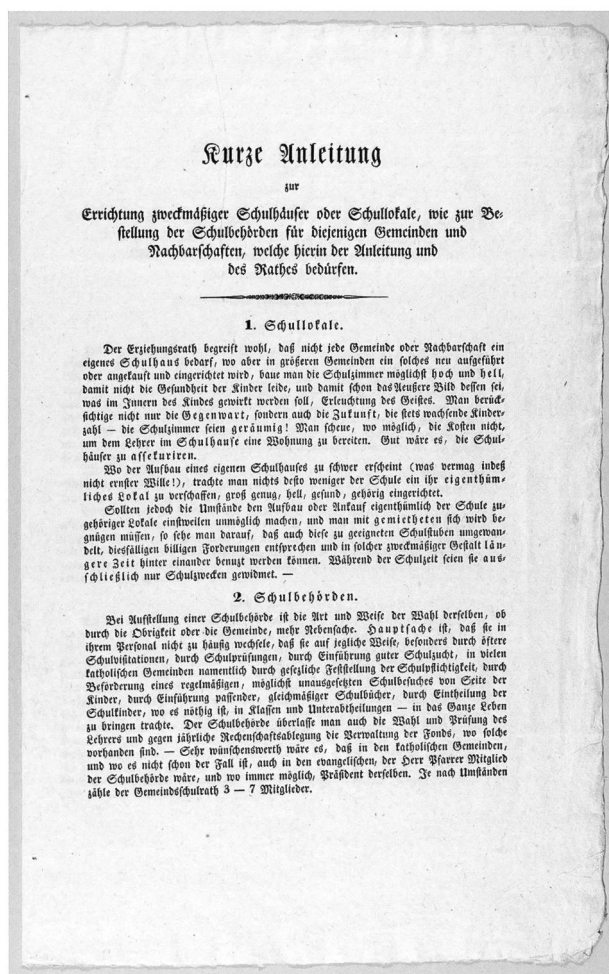 Kurze Anleitung
zur
Errichtung zweckmäßiger Schulhäuser oder Schullokale, wie zur Be-
stellung der Schulbehörden für diejenigen Gemeinden und
Nachbarschaften, welche hierin der Anleitung und
des Rathes bedürfen.
1. Schullokale.
Der Erziehungsrath begreift wohl, daß nicht jede Gemeinde oder Nachbarschaft ein
eigenes Schulhaus bedarf, wo aber in größeren Gemeinden ein solches neu aufgeführt
oder angekauft und eingerichtet wird, baue man die Schulzimmer möglichst hoch und hell,
damit nicht die Gesundheit der Kinder leide, und damit schon das Aeußere Bild dessen sei,
was im Innern des Kindes gewirkt werden soll, Erleuchtung des Geistes. Man berück-
sichtige nicht nur die Gegenwart, sondern auch die Zukunft, die stets wachsende Kinder-
zahl — die Schulzimmer seien geräumig! Man scheue, wo möglich, die Kosten nicht,
um dem Lehrer im Schulhause eine Wohnung zu bereiten. Gut wäre es, die Schul-
häuser zu assekuriren.
Wo der Aufbau eines eigenen Schulhauses zu schwer erscheint (was vermag indeß
nicht ernster Wille!), trachte man nichts desto weniger der Schule ein ihr eigenthüm-
liches Lokal zu verschaffen, groß genug, hell, gesund, gehörig eingerichtet.
Sollten jedoch die Umstände den Aufbau oder Ankauf eigenthümlich der Schule zu-
gehöriger Lokale einstweilen unmöglich machen, und man mit gemietheten sich wird be-
gnügen müssen, so sehe man darauf, daß auch diese zu geeigneten Schulstuben umgewan-
delt, diesfälligen billigen Forderungen entsprechen und in solcher zweckmäßiger Gestalt län-
gere Zeit hinter einander benuzt werden können. Während der Schulzeit seien sie aus-
schließlich nur Schulzwecken gewidmet. —
2. Schulbehörden.
Bei Aufstellung einer Schulbehörde ist die Art und Weise der Wahl derselben, ob
durch die Obrigkeit oder die Gemeinde, mehr Nebensache. Hauptsache ist, daß sie in
ihrem Personal nicht zu häufig wechsele, daß sie auf jegliche Weise, besonders durch öftere
Schulvisitationen, durch Schulprüfungen, durch Einführung guter Schulzucht, in vielen
katholischen Gemeinden namentlich durch gesezliche Feststellung der Schulpflichtigkeit, durch
Beförderung eines regelmäßigen, möglichst unausgesetzten Schulbesuches von Seite der
Kinder, durch Einführung passender, gleichmäßiger Schulbücher, durch Eintheilung der
Schulkinder, wo es nöthig ist, in Klassen und Unterabtheilungen — in das Ganze Leben
zu bringen trachte. Der Schulbehörde überlasse man auch die Wahl und Prüfung des
Lehrers und gegen jährliche Rechenschaftsablegung die Verwaltung der Fonds, wo solche
vorhanden sind. — Sehr wünschenswerth wäre es, daß in den katholischen Gemeinden,
und wo es nicht schon der Fall ist, auch in den evangelischen, der Herr Pfarrer Mitglied
der Schulbehörde wäre, und wo immer möglich, Präsident derselben. Je nach Umständen
zähle der Gemeindsschulrath 3 — 7 Mitglieder.